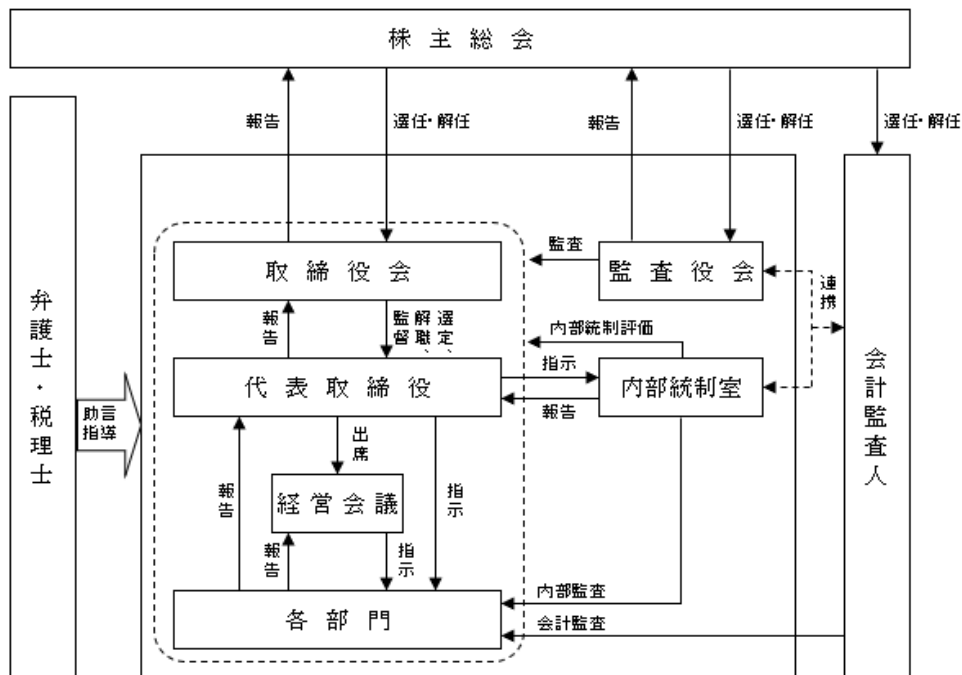 株主総会
報告
選任・解任
報告
選任・解任
選任・解任
取締役会
監査
監査役会
連携
報告
選定、
解職、
監督
内部統制評価
代表取締役
指示
報告
内部統制室
弁護士・税理士
助言
指導
会計監査人
出席
経営会議
報告
指示
報告
指示
各部門
内部監査
会計監査